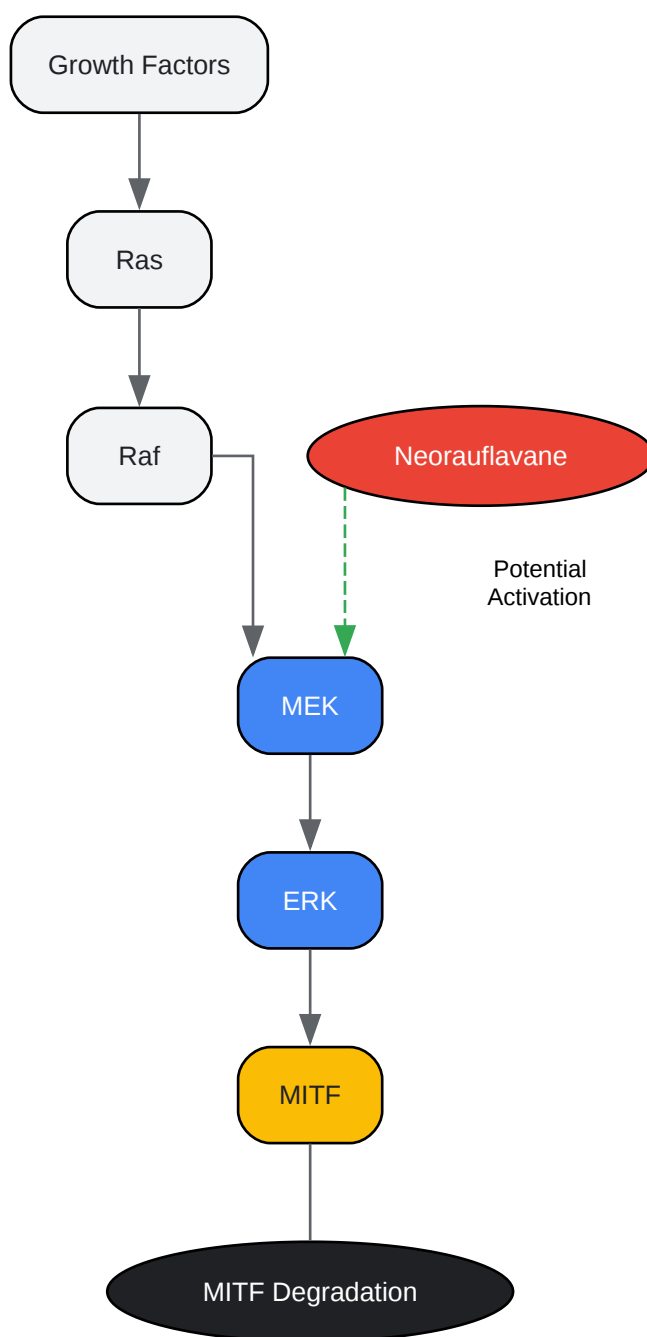 Growth Factors
Ras
Raf
Neorauflavane
Potential
Activation
MEK
ERK
MITF
MITF Degradation